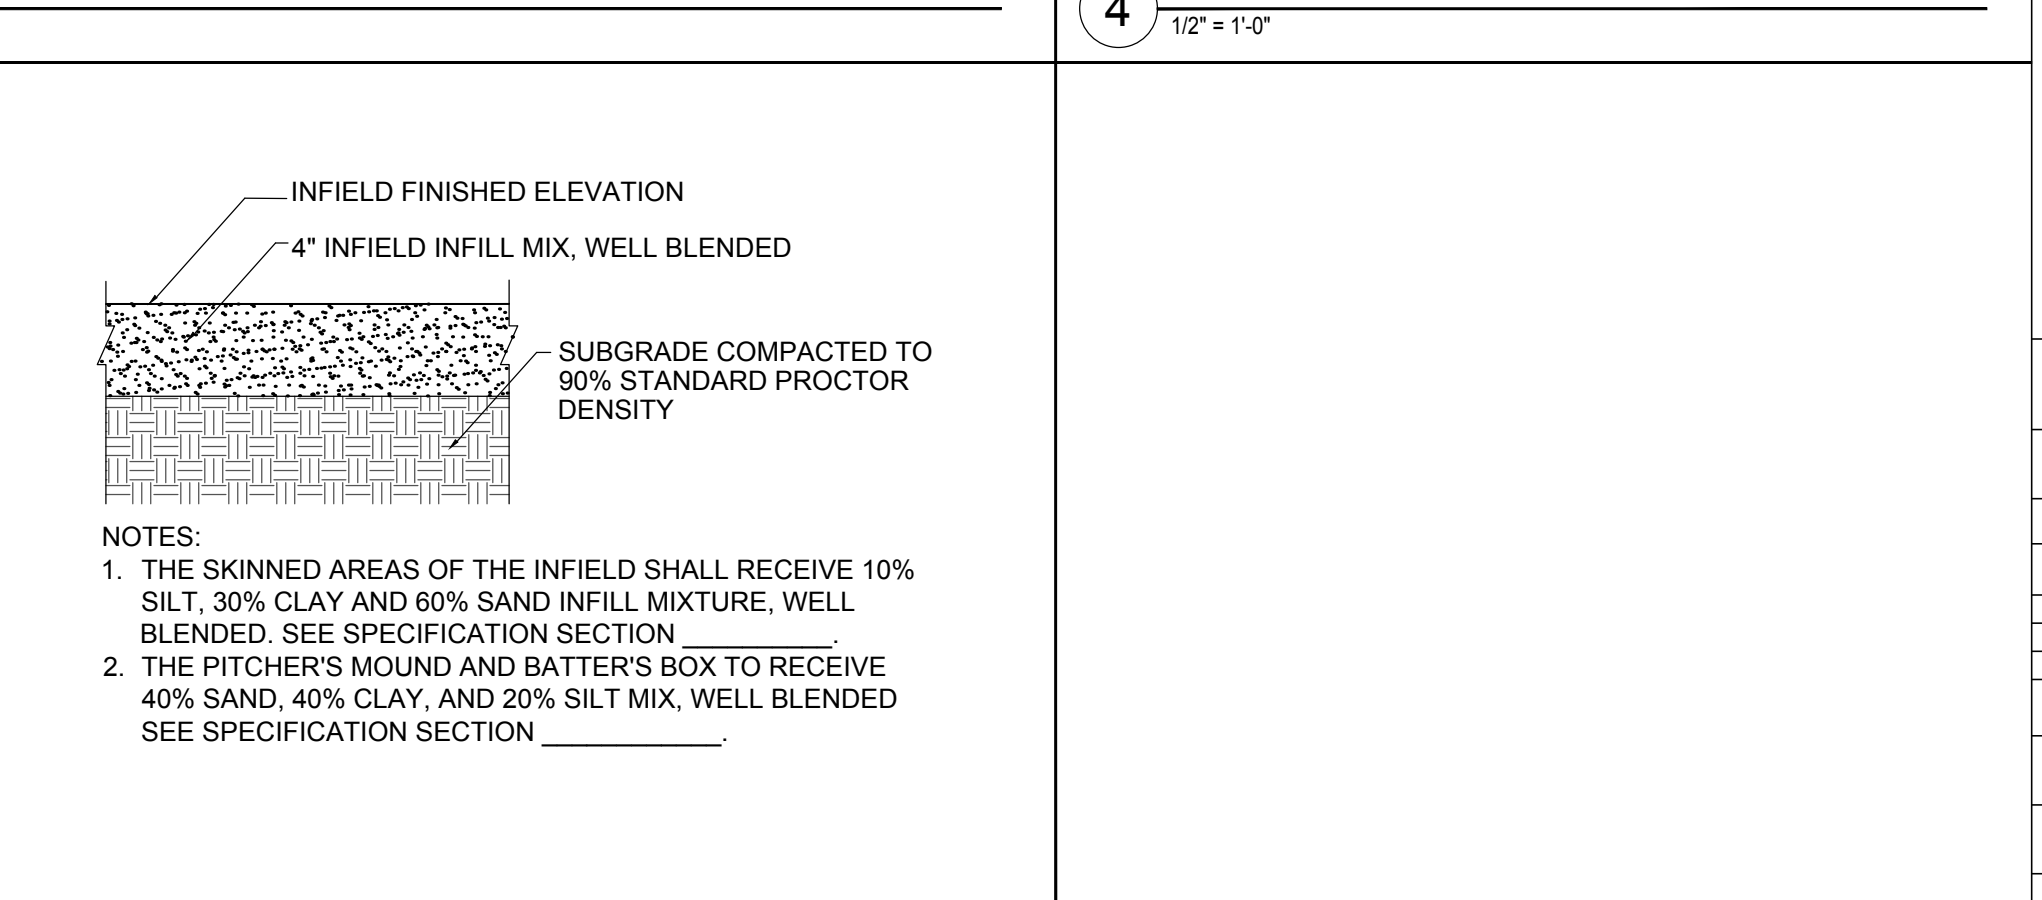 4
1/2" = 1'-0"
INFIELD FINISHED ELEVATION
4" INFIELD INFILL MIX, WELL BLENDED
SUBGRADE COMPACTED TO
90% STANDARD PROCTOR
DENSITY
NOTES:
1. THE SKINNED AREAS OF THE INFIELD SHALL RECEIVE 10%
SILT, 30% CLAY AND 60% SAND INFILL MIXTURE, WELL
BLENDED. SEE SPECIFICATION SECTION __________.
2. THE PITCHER'S MOUND AND BATTER'S BOX TO RECEIVE
40% SAND, 40% CLAY, AND 20% SILT MIX, WELL BLENDED
SEE SPECIFICATION SECTION ____________.